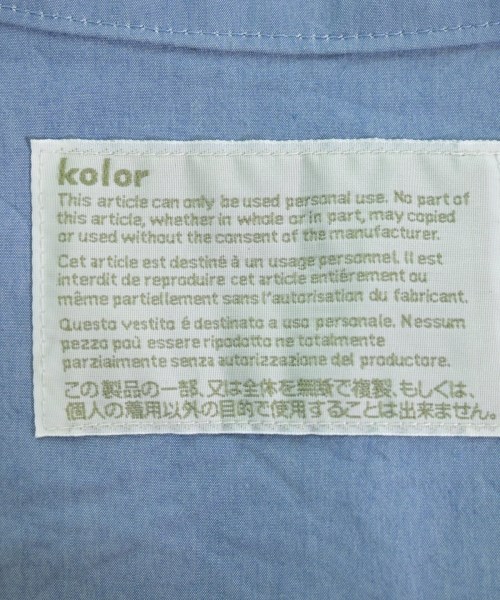 kolor
This article can only be used personal use. No part of
this article, whether in whole or in part, may copied
or used without the consent of the manufacturer.
Cet article est destiné à un usage personnel. Il est
interdit de reproduire cet article entiérement ou
même partiellement sans l'autorisation du fabricant.
Questo vestito é destinato a uso personale. Nessum
pezzo poù essere ripodotto ne totalmente
parzialmente senza autorizzazione del productore.
この製品の一部、又は全体を無断で複製、もしくは、
個人の着用以外の目的で使用することは出来ません。